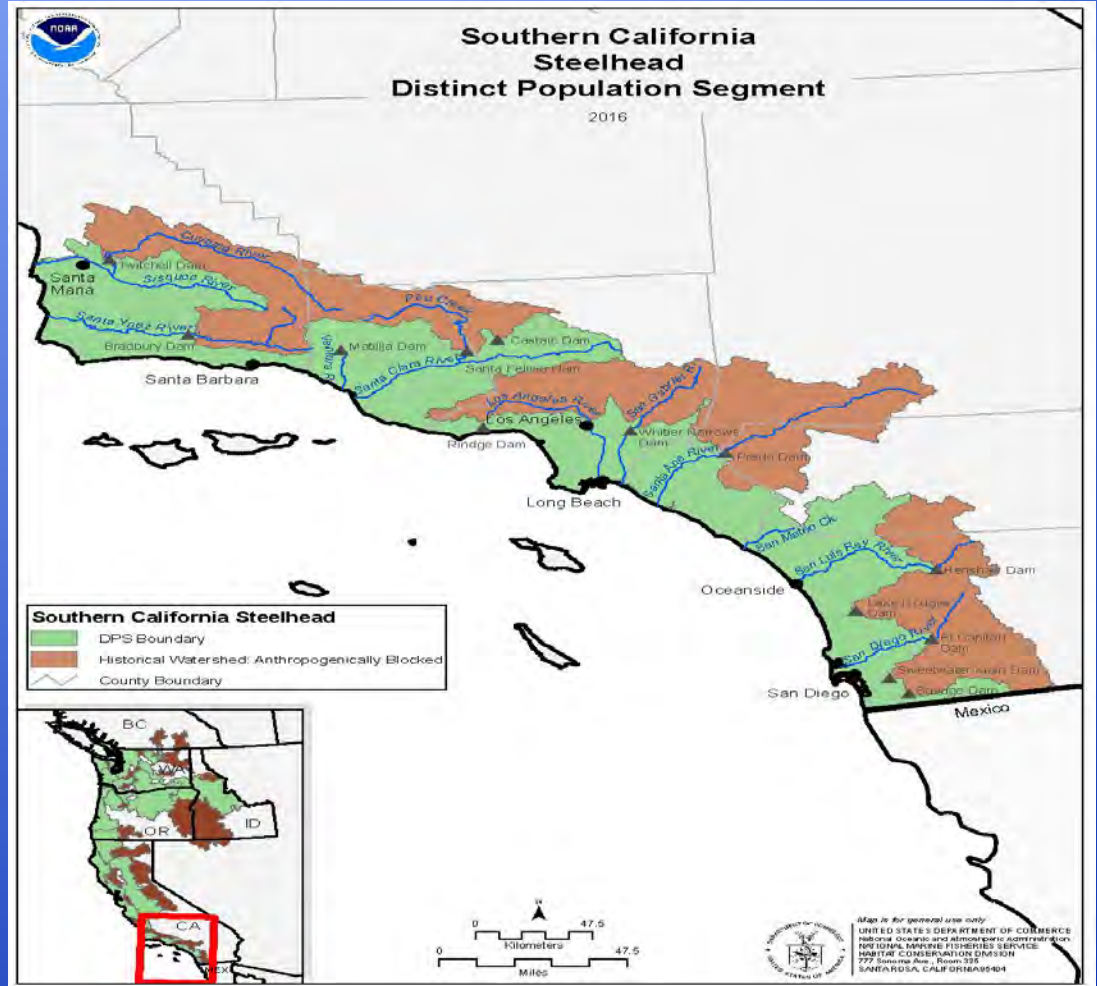 NOAA
Southern California
Steelhead
Distinct Population Segment
2016
Cuyama River
Twitchell Dam
Santa
Maria
Sisquoc River
Piru Creek
Santa Ynez River
Bradbury Dam
Ventura R
Matilija Dam
Castaic Dam
Santa Clara River
Santa Felicia Dam
Santa Barbara
San Gabriel R
Los Angeles River
Los Angeles
Whittier Narrows
Dam
Rindge Dam
Santa Ana River
Prado Dam
Long Beach
San Mateo Ck
San Luis Rey River
Henshaw Dam
Oceanside
Lake Hodges
Dam
San Diego River
El Capitan
Dam
Sweetwater Main Dam
Savage Dam
San Diego
Mexico
Southern California Steelhead
DPS Boundary
Historical Watershed: Anthropogenically Blocked
County Boundary
BC
WA
OR
ID
CA
MEX
N
0 47.5
Kilometers
0 47.5
Miles
Map is for general use only
UNITED STATES DEPARTMENT OF COMMERCE
National Oceanic and Atmospheric Administration
NATIONAL MARINE FISHERIES SERVICE
HABITAT CONSERVATION DIVISION
777 Sonoma Ave., Room 325
SANTA ROSA, CALIFORNIA 95404